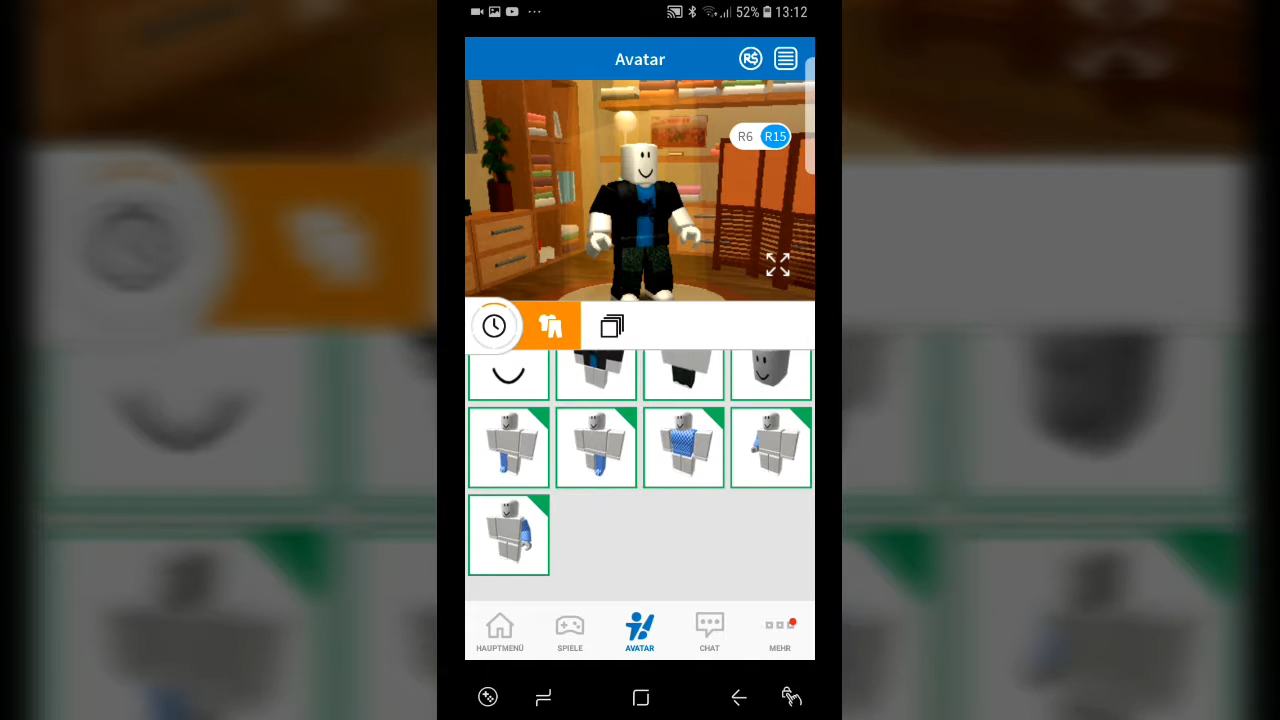 52% 13:12
Avatar
R$
R6 R15
HAUPTMENÜ SPIELE AVATAR CHAT MEHR